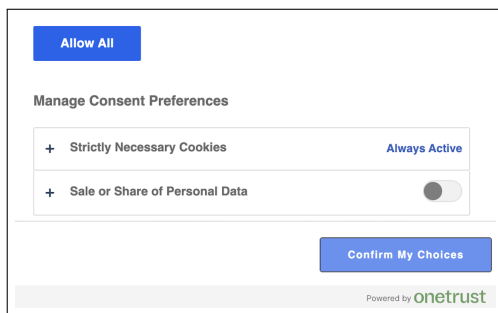 Allow All
Manage Consent Preferences
+ Strictly Necessary Cookies Always Active
+ Sale or Share of Personal Data
Confirm My Choices
Powered by onetrust